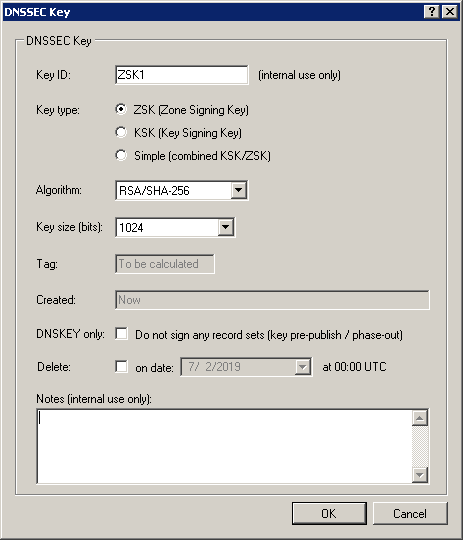 DNSSEC Key
DNSSEC Key
Key ID: ZSK1 (internal use only)
Key type: ZSK (Zone Signing Key)
KSK (Key Signing Key)
Simple (combined KSK/ZSK)
Algorithm: RSA/SHA-256
Key size (bits): 1024
Tag: To be calculated
Created: Now
DNSKEY only: Do not sign any record sets (key pre-publish / phase-out)
Delete: on date: 7/ 2/2019 at 00:00 UTC
Notes (internal use only):
OK Cancel